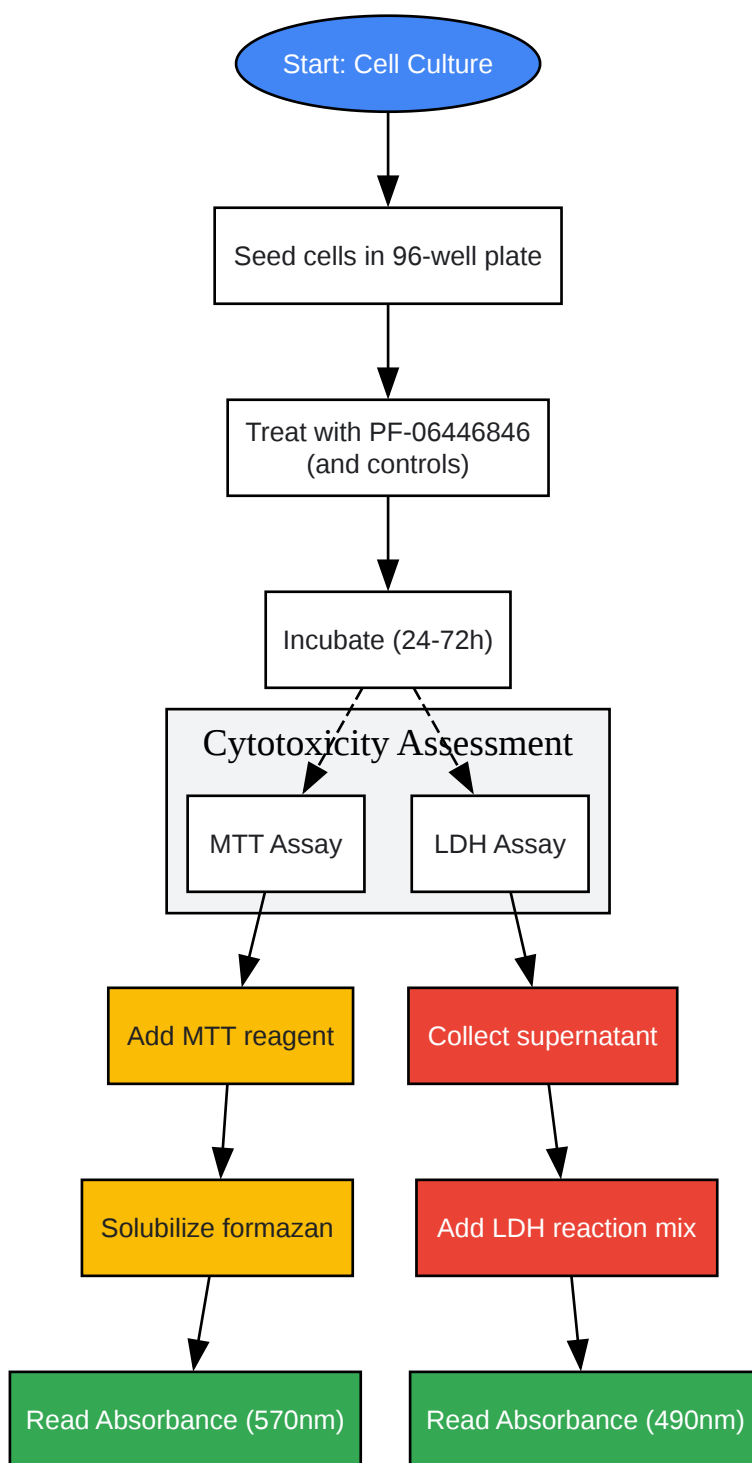 Start: Cell Culture
Seed cells in 96-well plate
Treat with PF-06446846
(and controls)
Incubate (24-72h)
Cytotoxicity Assessment
MTT Assay
LDH Assay
Add MTT reagent
Collect supernatant
Solubilize formazan
Add LDH reaction mix
Read Absorbance (570nm)
Read Absorbance (490nm)